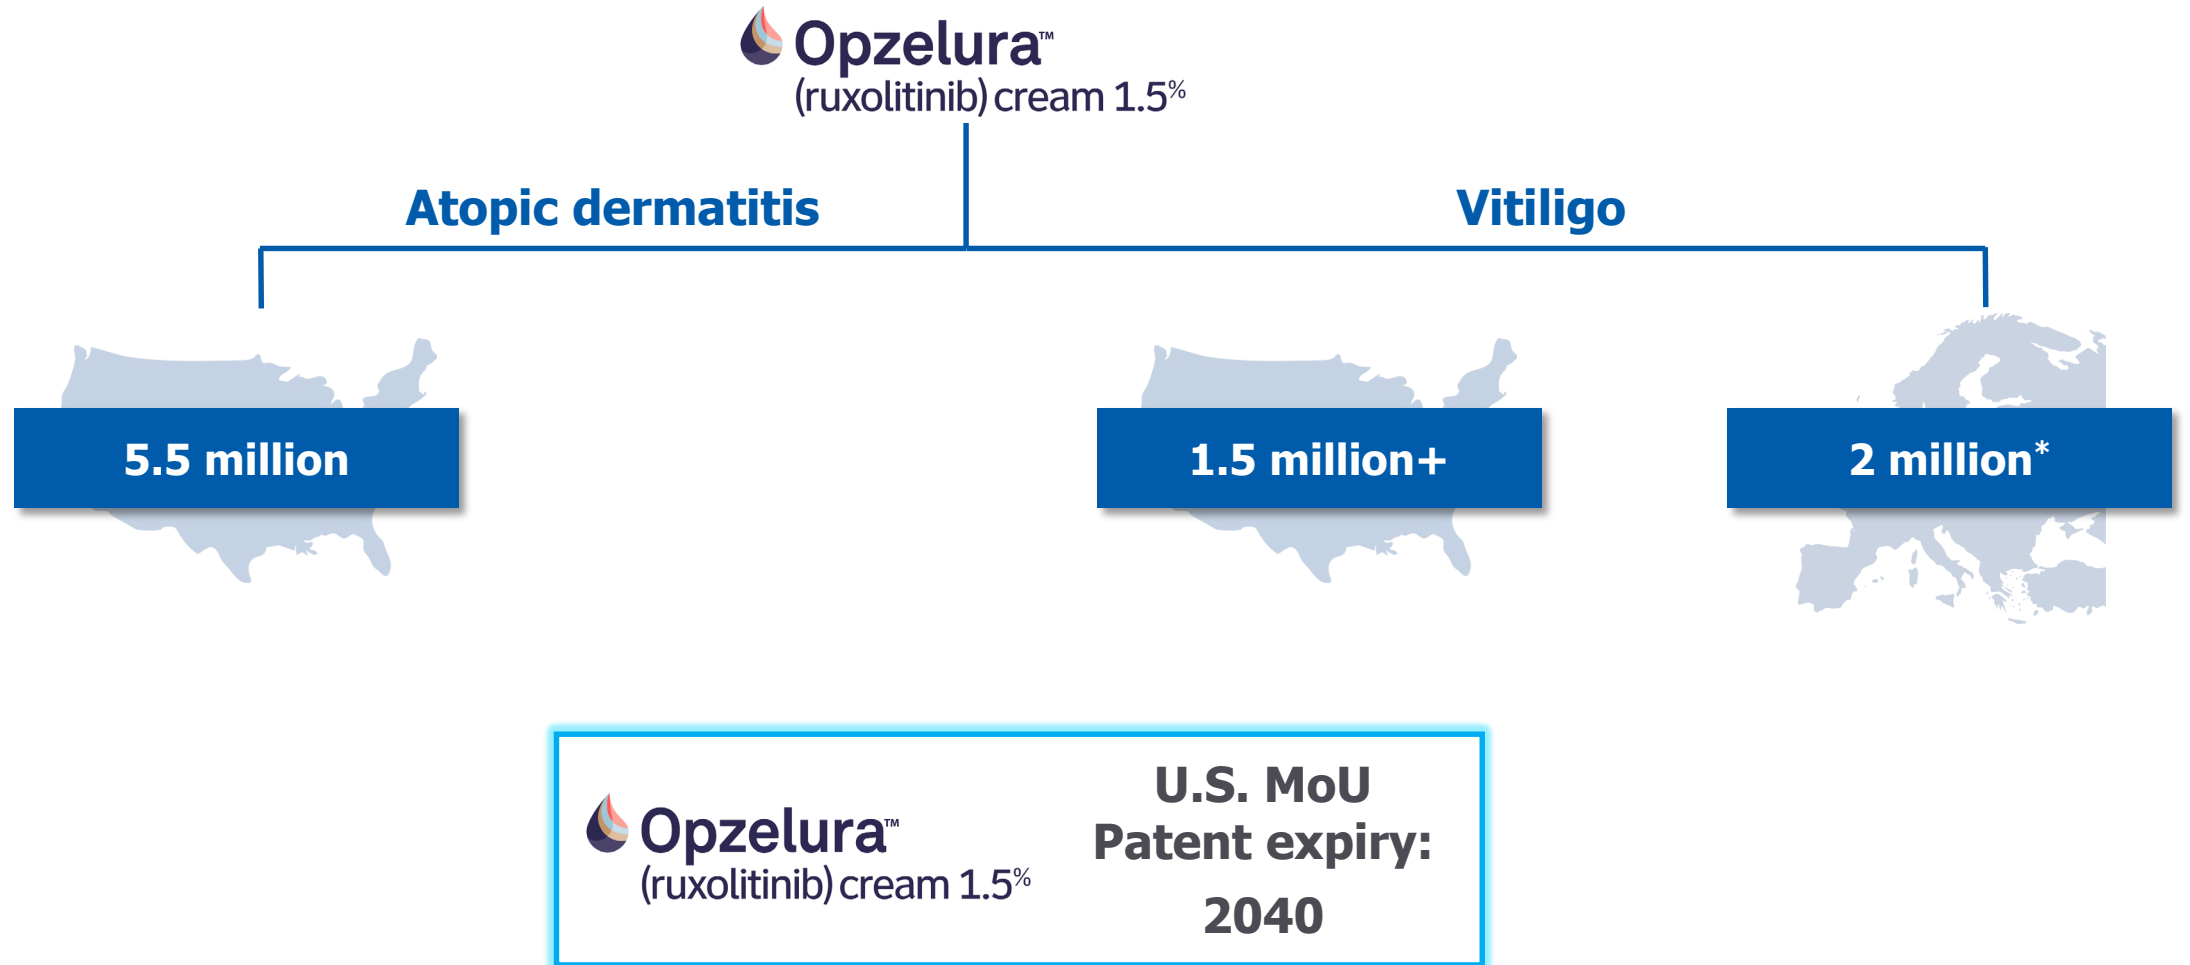 Opzelura™
(ruxolitinib) cream 1.5%
Atopic dermatitis
Vitiligo
5.5 million
1.5 million+
2 million*
Opzelura™
(ruxolitinib) cream 1.5%
U.S. MoU
Patent expiry:
2040